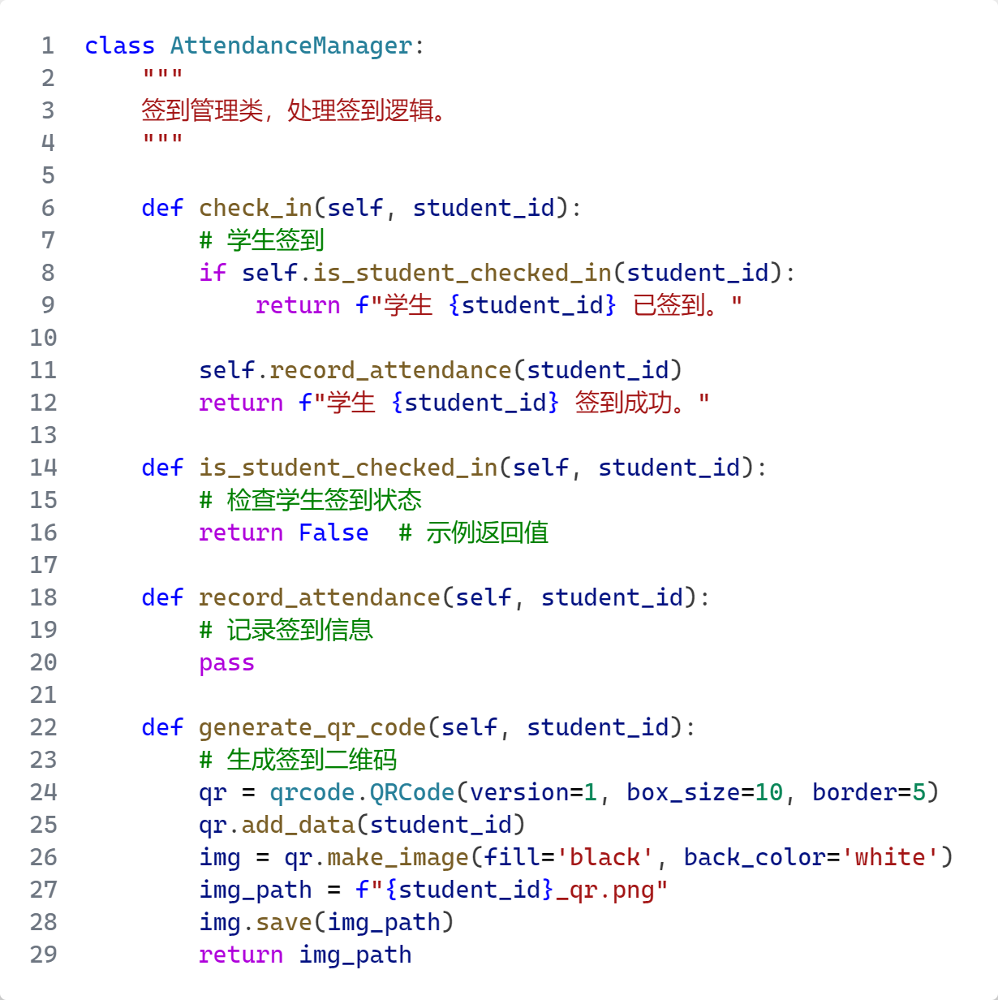 1 class AttendanceManager:
2     """
3     签到管理类，处理签到逻辑。
4     """
5
6     def check_in(self, student_id):
7         # 学生签到
8         if self.is_student_checked_in(student_id):
9             return f"学生 {student_id} 已签到。"
10
11         self.record_attendance(student_id)
12         return f"学生 {student_id} 签到成功。"
13
14     def is_student_checked_in(self, student_id):
15         # 检查学生签到状态
16         return False  # 示例返回值
17
18     def record_attendance(self, student_id):
19         # 记录签到信息
20         pass
21
22     def generate_qr_code(self, student_id):
23         # 生成签到二维码
24         qr = qrcode.QRCode(version=1, box_size=10, border=5)
25         qr.add_data(student_id)
26         img = qr.make_image(fill='black', back_color='white')
27         img_path = f"{student_id}_qr.png"
28         img.save(img_path)
29         return img_path